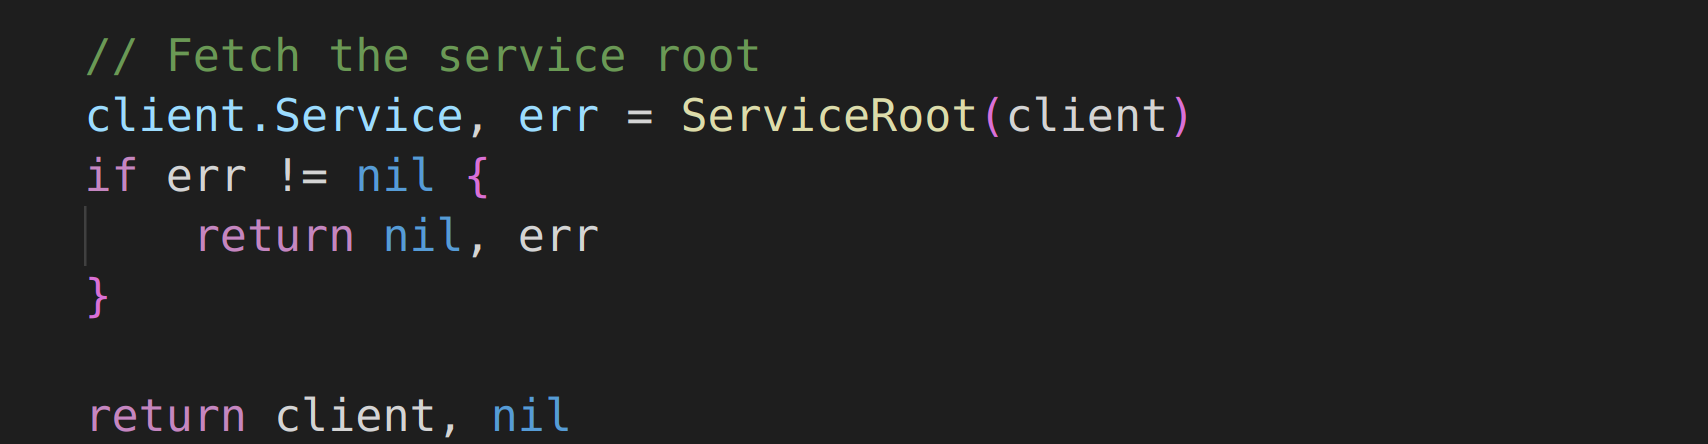 // Fetch the service root
client.Service, err = ServiceRoot(client)
if err != nil {
    return nil, err
}
return client, nil